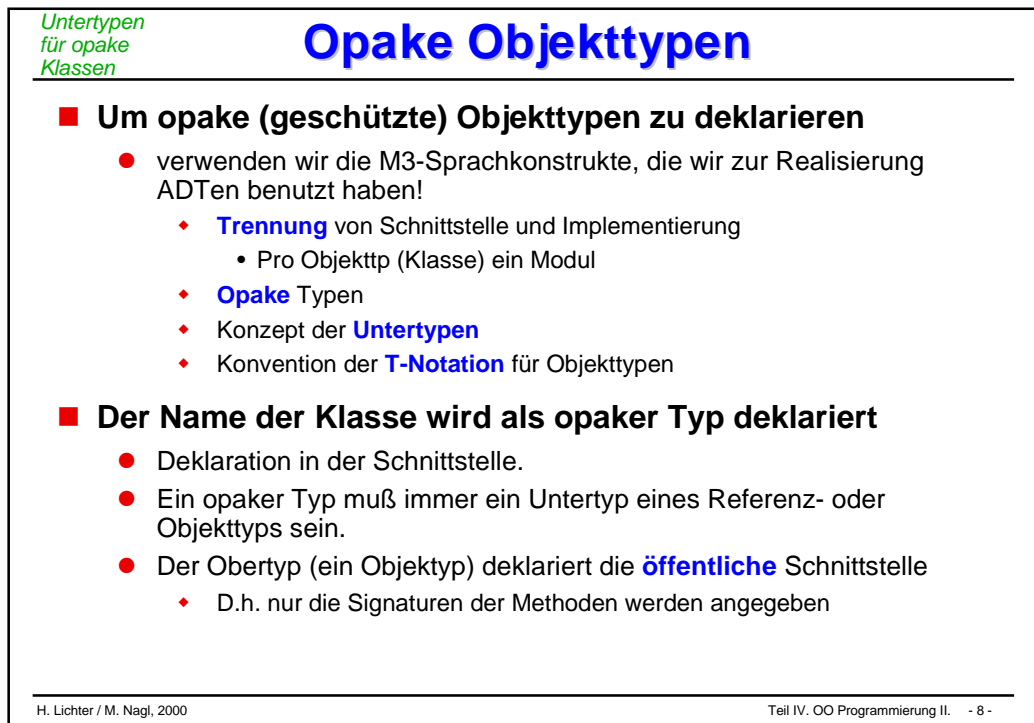 Untertypen
für opake
Klassen
Opake Objekttypen
Um opake (geschützte) Objekttypen zu deklarieren
verwenden wir die M3-Sprachkonstrukte, die wir zur Realisierung
ADTen benutzt haben!
Trennung von Schnittstelle und Implementierung
• Pro Objekttp (Klasse) ein Modul
Opake Typen
Konzept der Untertypen
Konvention der T-Notation für Objekttypen
Der Name der Klasse wird als opaker Typ deklariert
Deklaration in der Schnittstelle.
Ein opaker Typ muß immer ein Untertyp eines Referenz- oder
Objekttyps sein.
Der Obertyp (ein Objektyp) deklariert die öffentliche Schnittstelle
D.h. nur die Signaturen der Methoden werden angegeben
H. Lichter / M. Nagl, 2000 Teil IV. OO Programmierung II. - 8 -